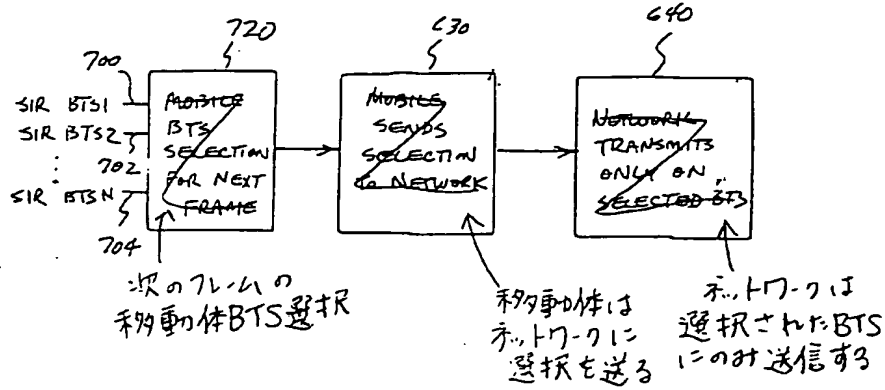 720
630
640
700
SIR BTS1
SIR BTS2
702
⋮
SIR BTSN
704
MOBILE
BTS
SELECTION
FOR NEXT
FRAME
MOBILE
SENDS
SELECTION
TO NETWORK
NETWORK
TRANSMITS
ONLY ON
SELECTED BTS
次のフレームの
移動体BTS選択
移動体は
ネットワークに
選択を送る
ネットワークは
選択されたBTS
にのみ送信する